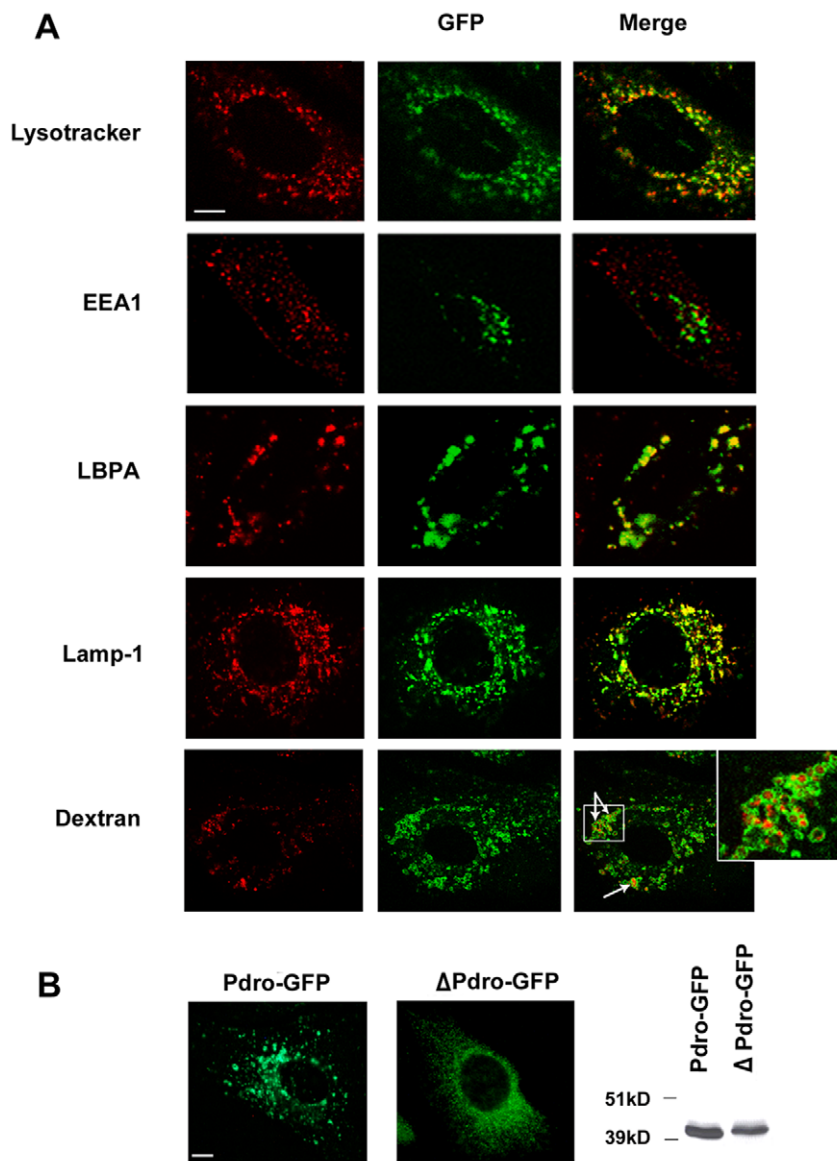 A
GFP Merge
Lysotracker
EEA1
LBPA
Lamp-1
Dextran
B
Pdro-GFP ΔPdro-GFP
Pdro-GFP
Δ Pdro-GFP
51kD
39kD